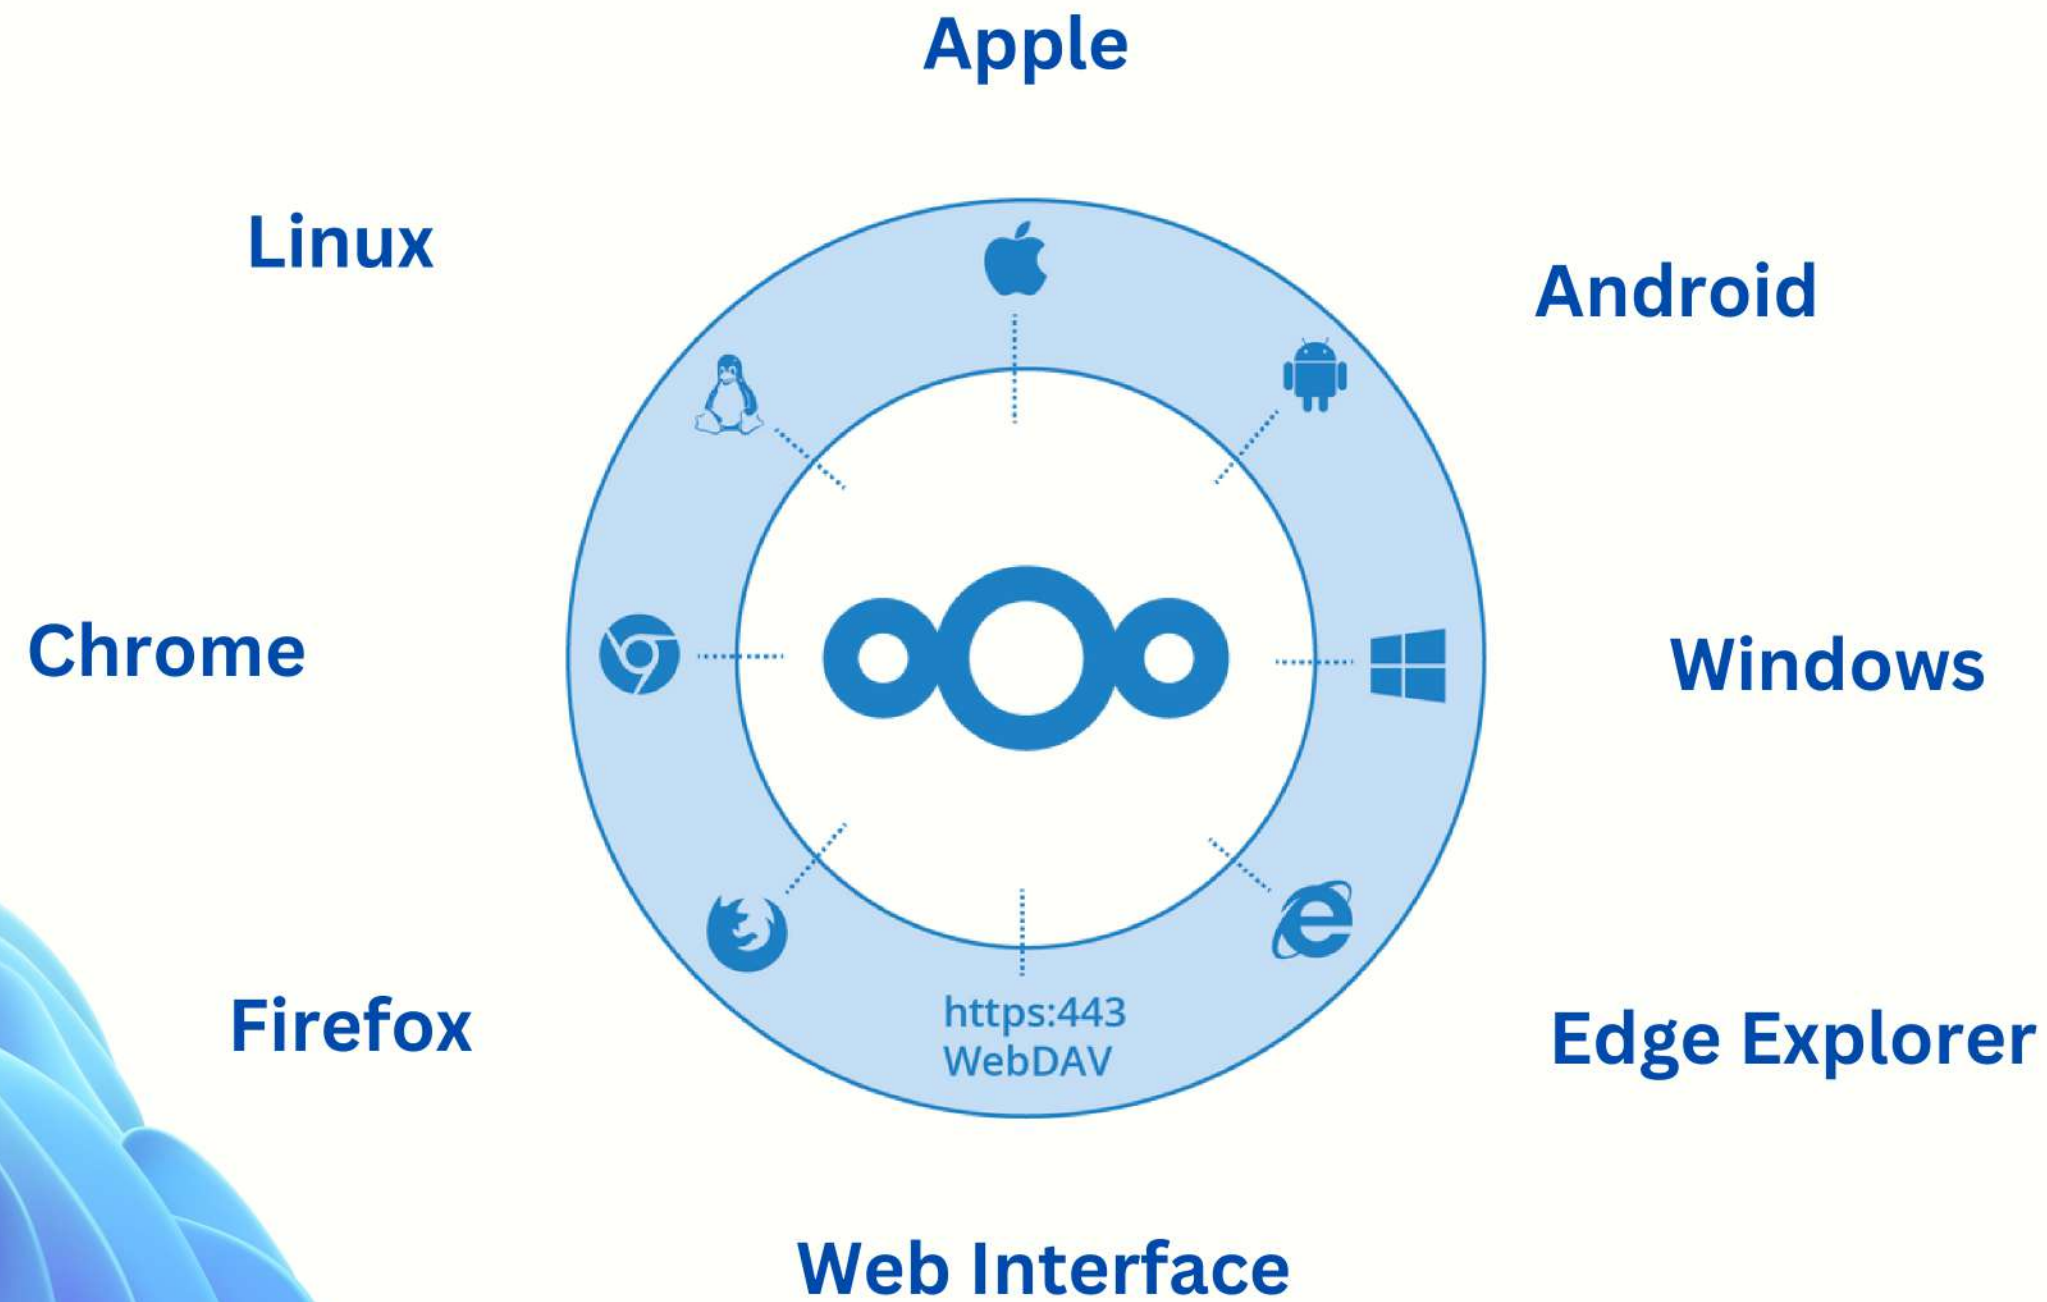 Apple
Linux
Android
Chrome
Windows
Firefox
https:443
WebDAV
Edge Explorer
Web Interface